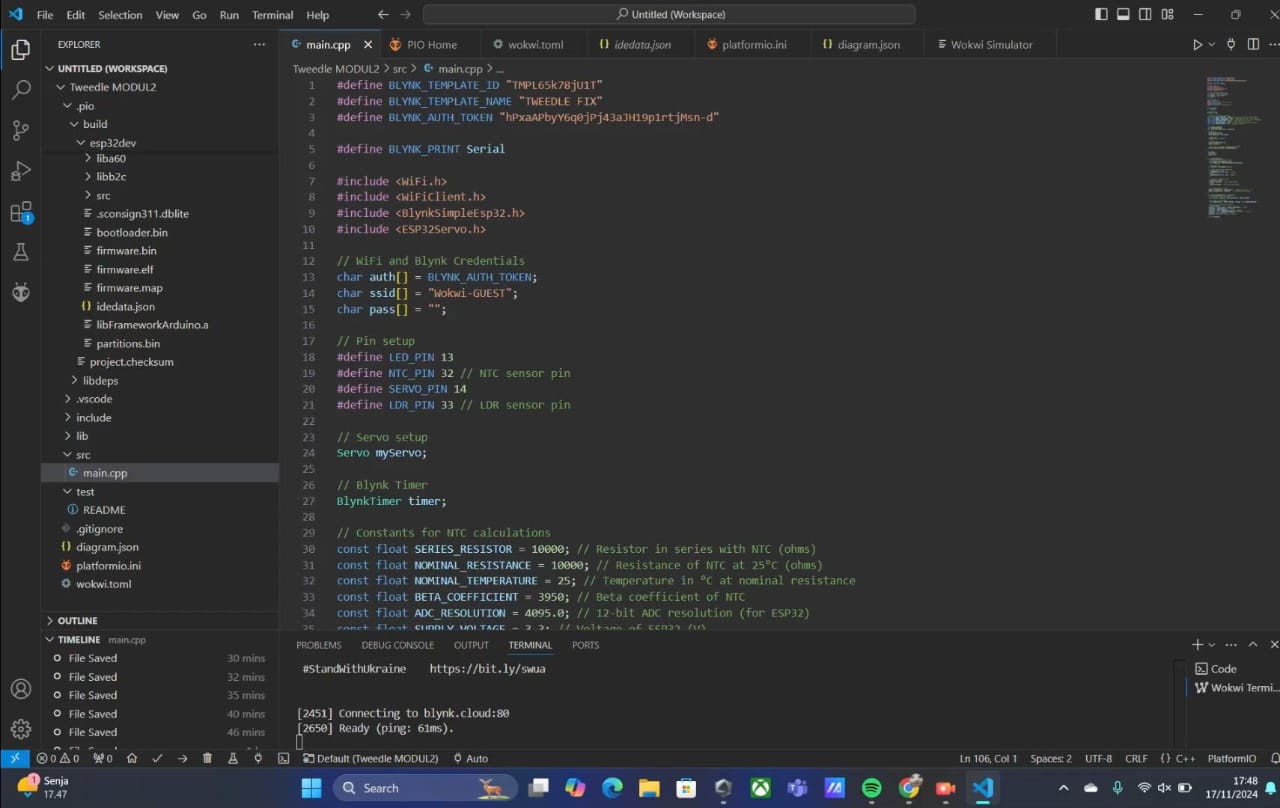 File Edit Selection View Go Run Terminal Help
Untitled (Workspace)
EXPLORER
main.cpp
PIO Home
wokwi.toml
idedata.json
platformio.ini
diagram.json
Wokwi Simulator
UNTITLED (WORKSPACE)
Tweedle MODUL2
.pio
build
esp32dev
liba60
libb2c
src
.sconsign311.dblite
bootloader.bin
firmware.bin
firmware.elf
firmware.map
idedata.json
libFrameworkArduino.a
partitions.bin
project.checksum
libdeps
.vscode
include
lib
src
main.cpp
test
README
.gitignore
diagram.json
platformio.ini
wokwi.toml
OUTLINE
TIMELINE main.cpp
File Saved 30 mins
File Saved 32 mins
File Saved 35 mins
File Saved 40 mins
File Saved 46 mins
Tweedle MODUL2 > src > main.cpp > ...
1 #define BLYNK_TEMPLATE_ID "TMPL65k78jU1T"
2 #define BLYNK_TEMPLATE_NAME "TWEEDLE FIX"
3 #define BLYNK_AUTH_TOKEN "hPxaAPbyY6q0jPj43aJH19p1rtjMsn-d"
4
5 #define BLYNK_PRINT Serial
6
7 #include <WiFi.h>
8 #include <WiFiClient.h>
9 #include <BlynkSimpleEsp32.h>
10 #include <ESP32Servo.h>
11
12 // WiFi and Blynk Credentials
13 char auth[] = BLYNK_AUTH_TOKEN;
14 char ssid[] = "Wokwi-GUEST";
15 char pass[] = "";
16
17 // Pin setup
18 #define LED_PIN 13
19 #define NTC_PIN 32 // NTC sensor pin
20 #define SERVO_PIN 14
21 #define LDR_PIN 33 // LDR sensor pin
22
23 // Servo setup
24 Servo myServo;
25
26 // Blynk Timer
27 BlynkTimer timer;
28
29 // Constants for NTC calculations
30 const float SERIES_RESISTOR = 10000; // Resistor in series with NTC (ohms)
31 const float NOMINAL_RESISTANCE = 10000; // Resistance of NTC at 25°C (ohms)
32 const float NOMINAL_TEMPERATURE = 25; // Temperature in °C at nominal resistance
33 const float BETA_COEFFICIENT = 3950; // Beta coefficient of NTC
34 const float ADC_RESOLUTION = 4095.0; // 12-bit ADC resolution (for ESP32)
35 const float SUPPLY_VOLTAGE = 3.3; // Voltage of ESP32 (V)
PROBLEMS DEBUG CONSOLE OUTPUT TERMINAL PORTS
#StandWithUkraine https://bit.ly/swua
[2451] Connecting to blynk.cloud:80
[2650] Ready (ping: 61ms).
Code
Wokwi Termi...
0 0 0 Default (Tweedle MODUL2) Auto
Ln 106, Col 1 Spaces: 2 UTF-8 CRLF {} C++ PlatformIO
1 Senja
17.47
Search
17:48
17/11/2024